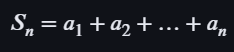 Sₙ = a₁ + a₂ + … + aₙ